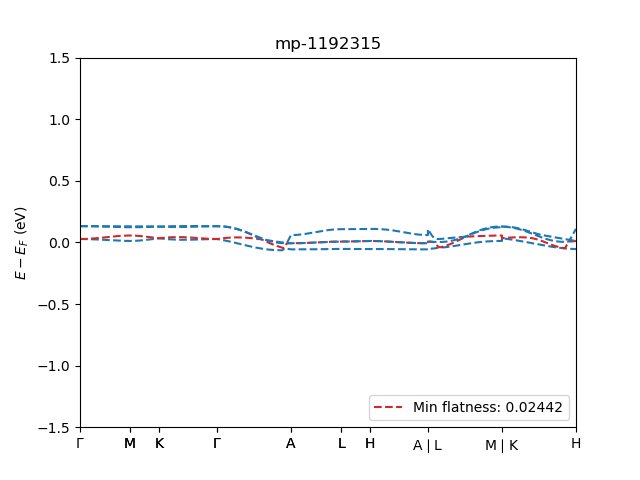 mp-1192315
E − E_F (eV)
1.5
1.0
0.5
0.0
−0.5
−1.0
−1.5
Min flatness: 0.02442
Γ M K Γ A L H A | L M | K H